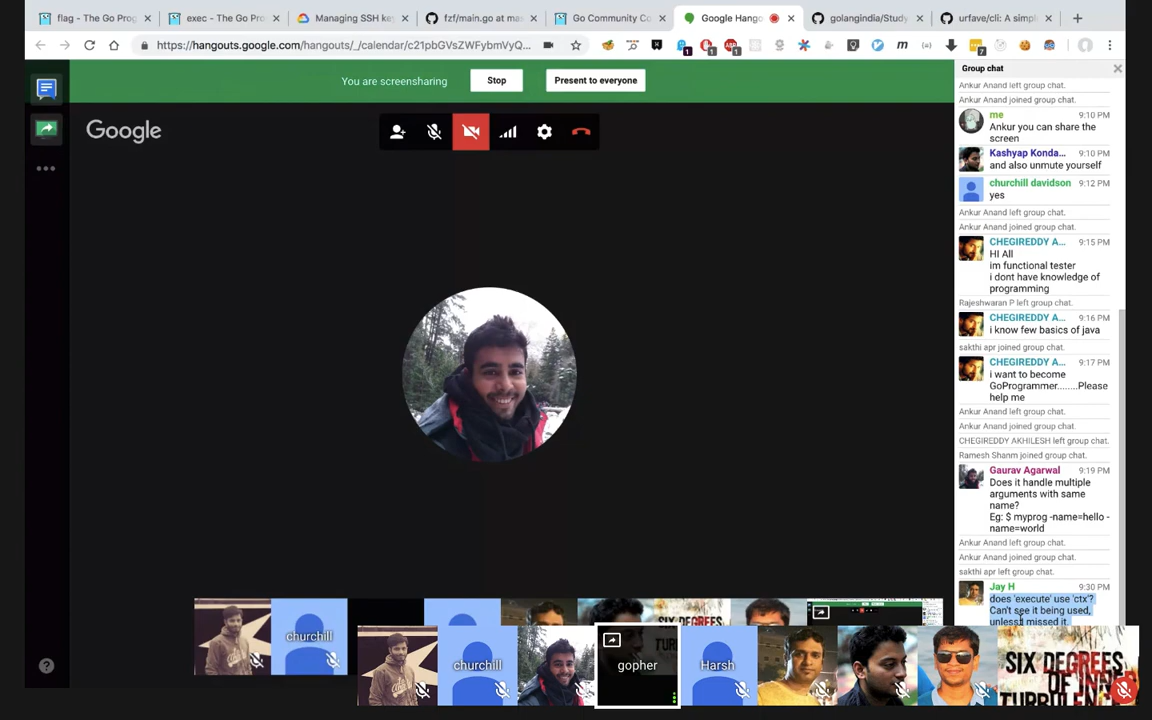 flag - The Go Prog
exec - The Go Pro
Managing SSH key
fzf/main.go at mas
Go Community Co
Google Hango
golangindia/Study
urfave/cli: A simpl
https://hangouts.google.com/hangouts/_/calendar/c21pbGVsZWFybmVyQ...
You are screensharing
Stop
Present to everyone
Google
Group chat
Ankur Anand left group chat.
Ankur Anand joined group chat.
me 9:10 PM
Ankur you can share the
screen
Kashyap Konda... 9:10 PM
and also unmute yourself
churchill davidson 9:12 PM
yes
Ankur Anand left group chat.
Ankur Anand joined group chat.
CHEGIREDDY A... 9:15 PM
HI All
im functional tester
i dont have knowledge of
programming
Rajeshwaran P left group chat.
CHEGIREDDY A... 9:16 PM
i know few basics of java
sakthi apr joined group chat.
CHEGIREDDY A... 9:17 PM
i want to become
GoProgrammer........Please
help me
Ankur Anand left group chat.
Ankur Anand joined group chat.
CHEGIREDDY AKHILESH left group chat.
Ramesh Shanm joined group chat.
Gaurav Agarwal 9:19 PM
Does it handle multiple
arguments with same
name?
Eg: $ myprog -name=hello -
name=world
Ankur Anand left group chat.
Ankur Anand joined group chat.
sakthi apr left group chat.
Jay H 9:30 PM
does 'execute' use 'ctx'?
Can't see it being used,
unless I missed it.
churchill
churchill
gopher
Harsh
SIX DEGREES
OF INNER
TURBULENCE